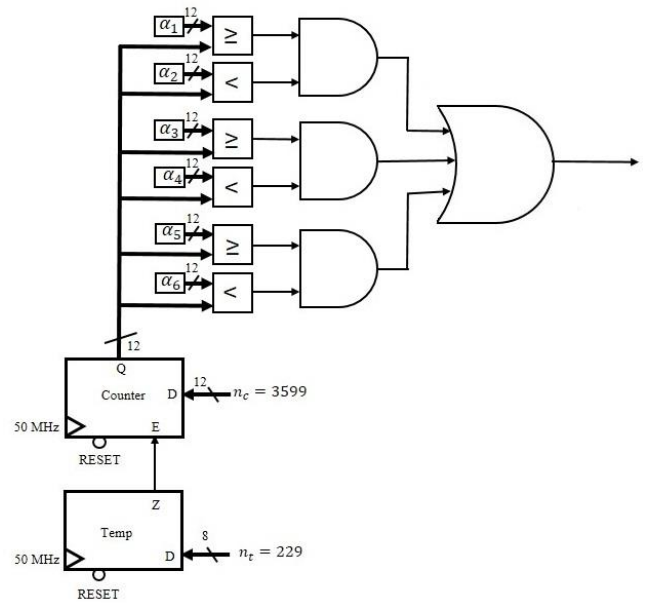 12
α₁
≥
12
α₂
<
12
α₃
≥
12
α₄
<
12
α₅
≥
12
α₆
<
12
Q
Counter D 12 n_c = 3599
50 MHz E
RESET
Z
Temp 8
50 MHz D n_t = 229
RESET